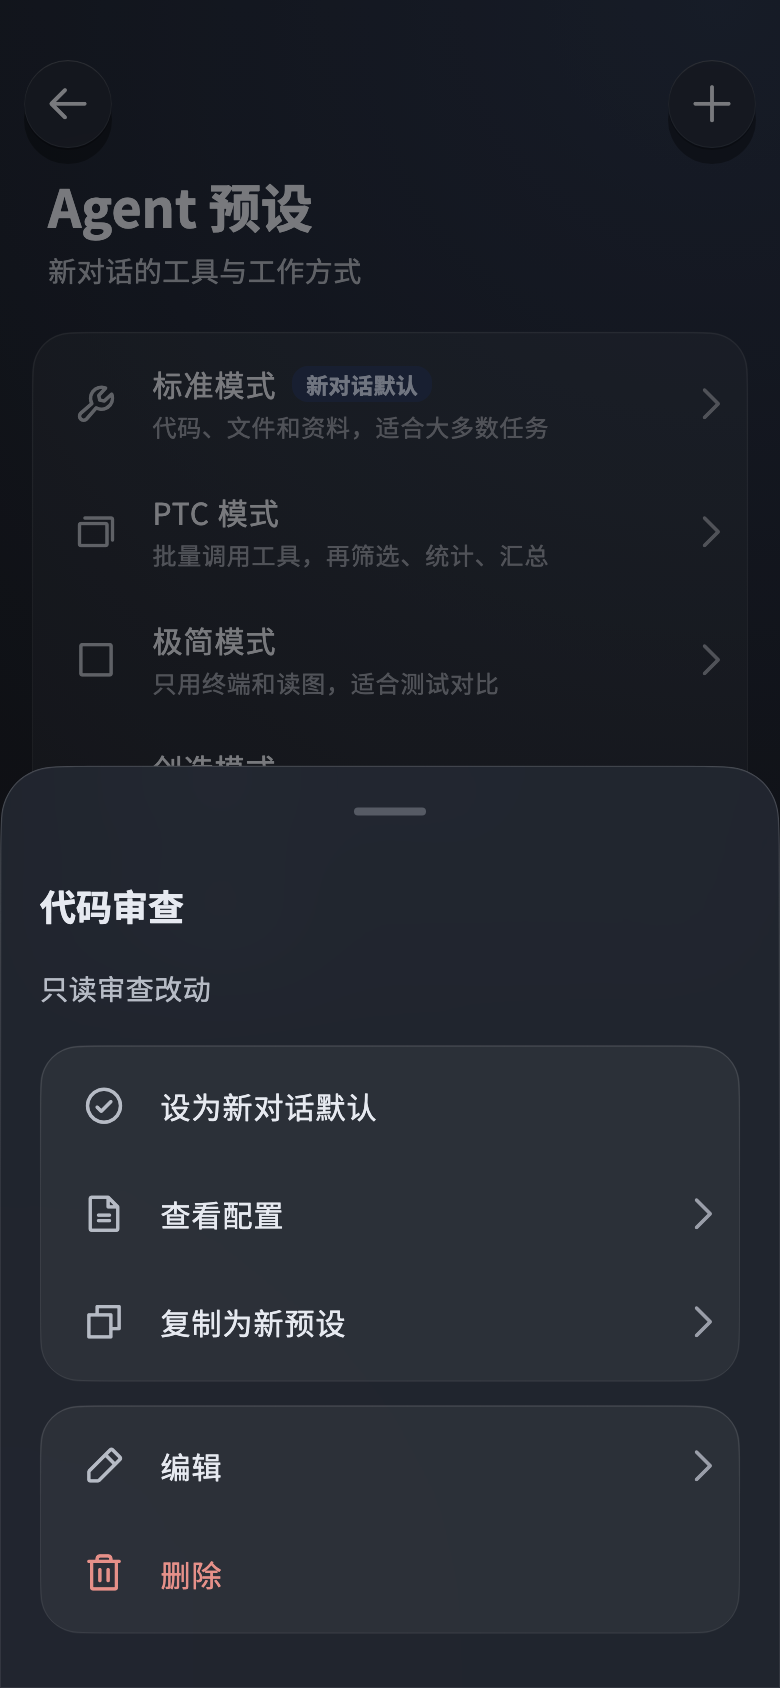 Agent 预设
新对话的工具与工作方式
标准模式 新对话默认
代码、文件和资料，适合大多数任务
PTC 模式
批量调用工具，再筛选、统计、汇总
极简模式
只用终端和读图，适合测试对比
创造模式
代码审查
只读审查改动
设为新对话默认
查看配置
复制为新预设
编辑
删除